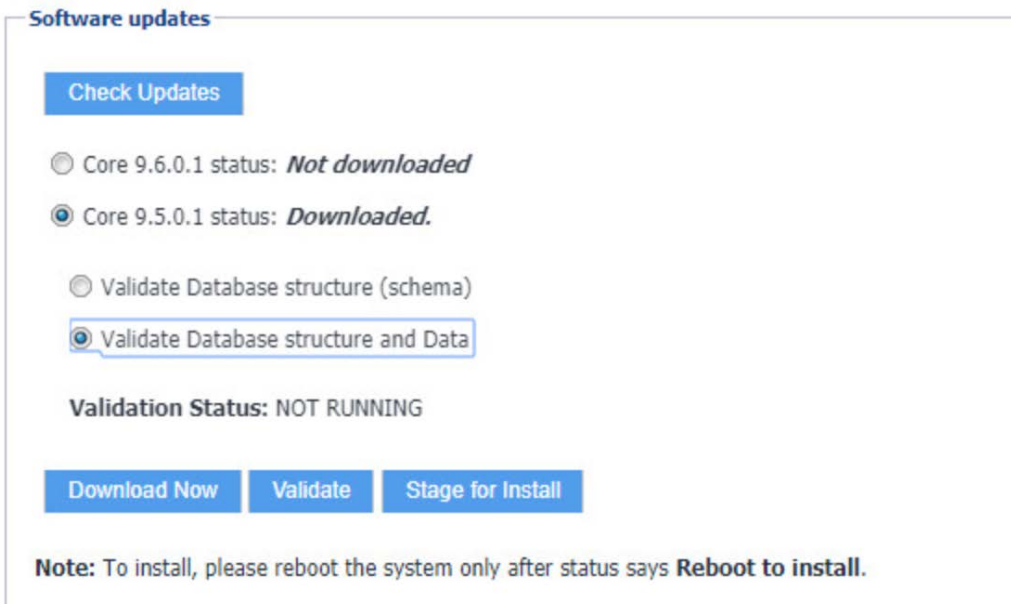 Software updates
Check Updates
Core 9.6.0.1 status: Not downloaded
Core 9.5.0.1 status: Downloaded.
Validate Database structure (schema)
Validate Database structure and Data
Validation Status: NOT RUNNING
Download Now Validate Stage for Install
Note: To install, please reboot the system only after status says Reboot to install.